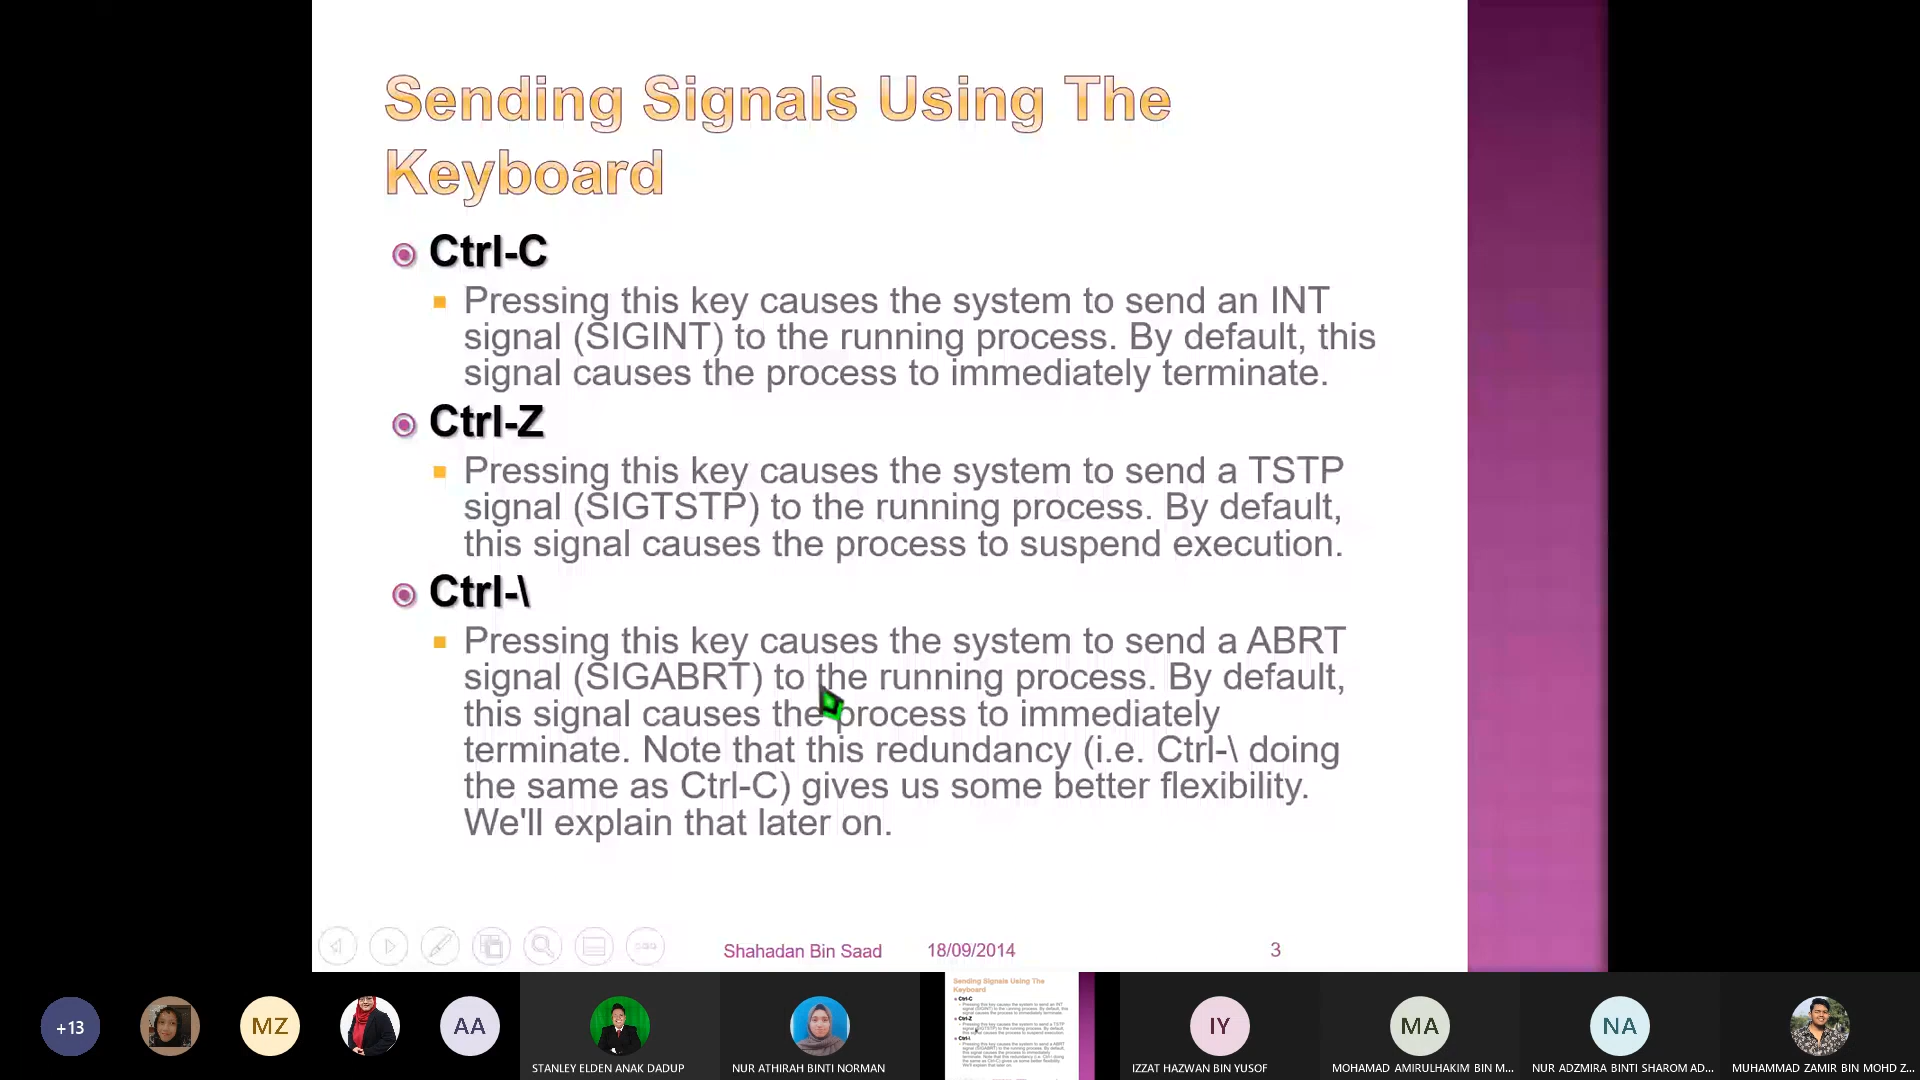 Sending Signals Using The
Keyboard
Ctrl-C
Pressing this key causes the system to send an INT
signal (SIGINT) to the running process. By default, this
signal causes the process to immediately terminate.
Ctrl-Z
Pressing this key causes the system to send a TSTP
signal (SIGTSTP) to the running process. By default,
this signal causes the process to suspend execution.
Ctrl-\
Pressing this key causes the system to send a ABRT
signal (SIGABRT) to the running process. By default,
this signal causes the process to immediately
terminate. Note that this redundancy (i.e. Ctrl-\ doing
the same as Ctrl-C) gives us some better flexibility.
We'll explain that later on.
Shahadan Bin Saad 18/09/2014 3
+13 MZ AA IY MA NA
STANLEY ELDEN ANAK DADUP NUR ATHIRAH BINTI NORMAN IZZAT HAZWAN BIN YUSOF MOHAMAD AMIRULHAKIM BIN M... NUR ADZMIRA BINTI SHAROM AD... MUHAMMAD ZAMIR BIN MOHD Z...